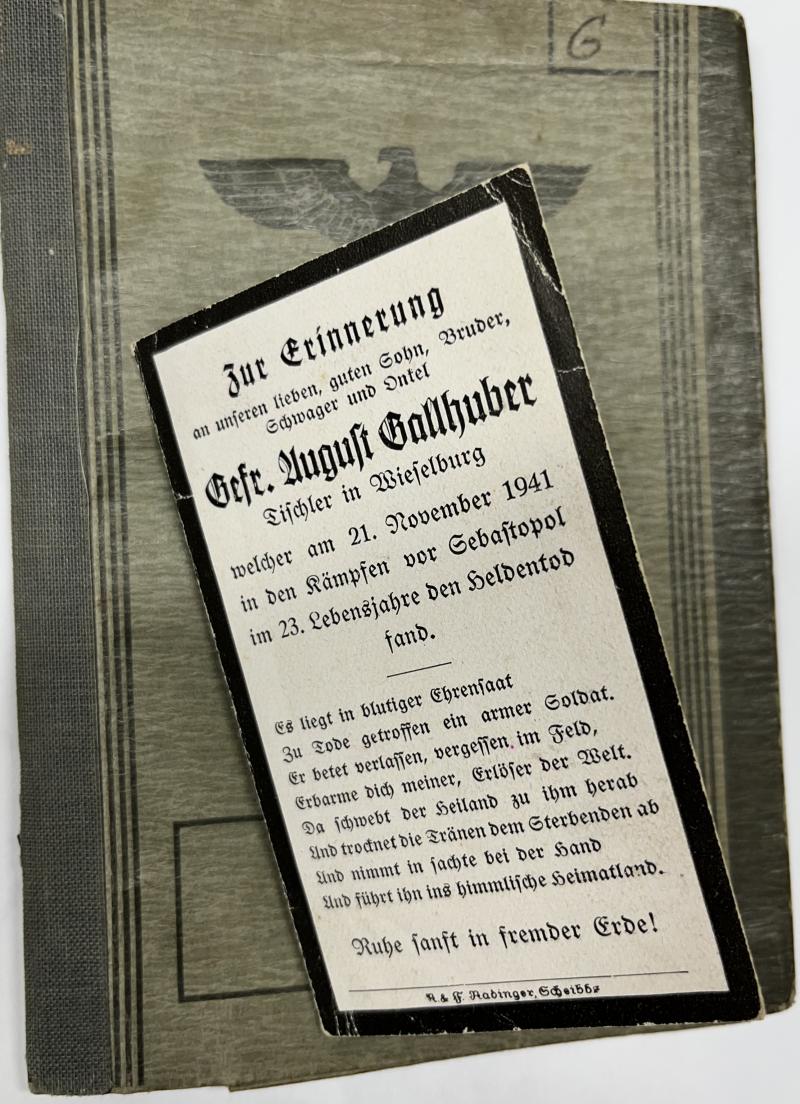 G
Zur Erinnerung
an unseren lieben, guten Sohn, Bruder,
Schwager und Onkel
Gefr. August Gallhuber
Tischler in Wieselburg
welcher am 21. November 1941
in den Kämpfen vor Sebastopol
im 23. Lebensjahre den Heldentod
fand.
Es liegt in blutiger Ehrensaat
Zu Tode getroffen ein armer Soldat.
Er betet verlassen, vergessen im Feld,
Erbarme dich meiner, Erlöser der Welt.
Da schwebt der Heiland zu ihm herab
Und trocknet die Tränen dem Sterbenden ab
Und nimmt in sachte bei der Hand
Und führt ihn ins himmlische Heimatland.
Ruhe sanft in fremder Erde!
R. & F. Radinger, Scheibbs